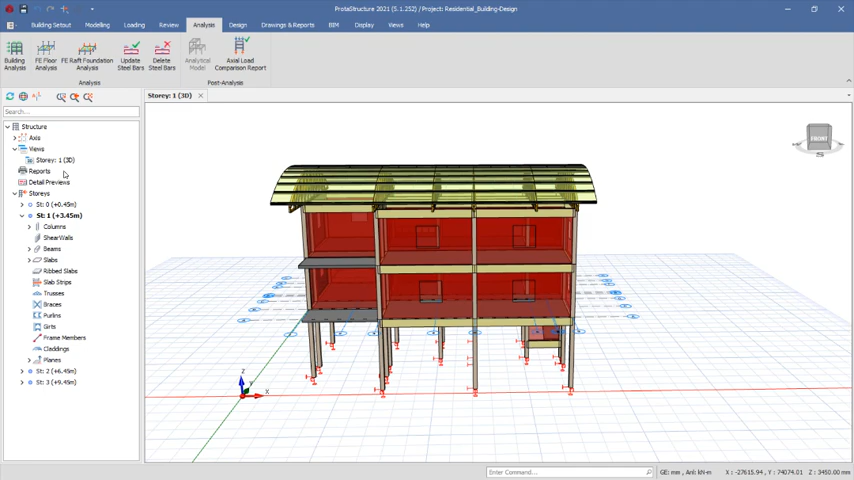 ProtaStructure 2021 (5.1.252) / Project: Residential_Building-Design
Building Setout Modelling Loading Review Analysis Design Drawings & Reports BIM Display Views Help
Building Analysis
FE Floor Analysis
FE Raft Foundation Analysis
Update Steel Bars
Delete Steel Bars
Analytical Model
Axial Load Comparison Report
Analysis
Post-Analysis
Search...
Storey: 1 (3D)
Structure
Axis
Views
Storey: 1 (3D)
Reports
Detail Previews
Storeys
St: 0 (+0.45m)
St: 1 (+3.45m)
Columns
ShearWalls
Beams
Slabs
Ribbed Slabs
Slab Strips
Trusses
Braces
Purlins
Girts
Frame Members
Claddings
Planes
St: 2 (+6.45m)
St: 3 (+9.45m)
FRONT
S
Z
Y
X
Enter Command...
GE: mm, Anl: kN-m
X : -27615.94 , Y : 74074.01
Z : 3450.00 mm